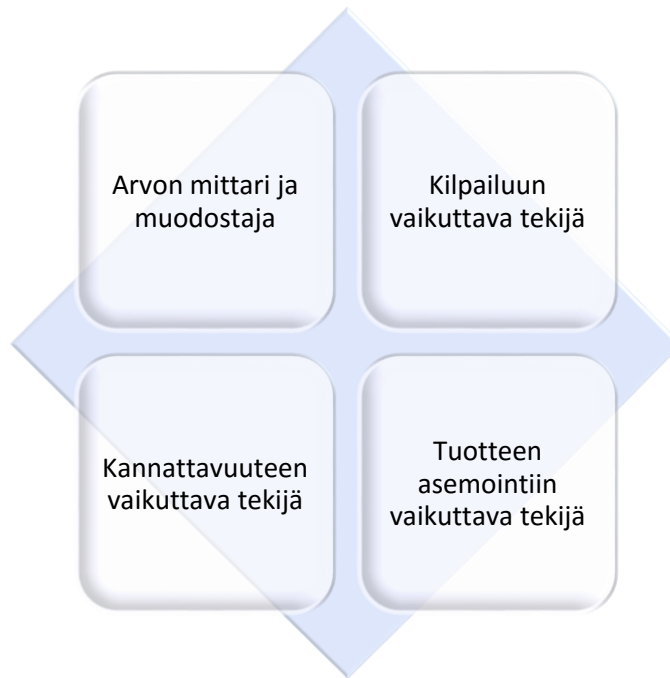 Arvon mittari ja
muodostaja
Kilpailuun
vaikuttava tekijä
Kannattavuuteen
vaikuttava tekijä
Tuotteen
asemointiin
vaikuttava tekijä